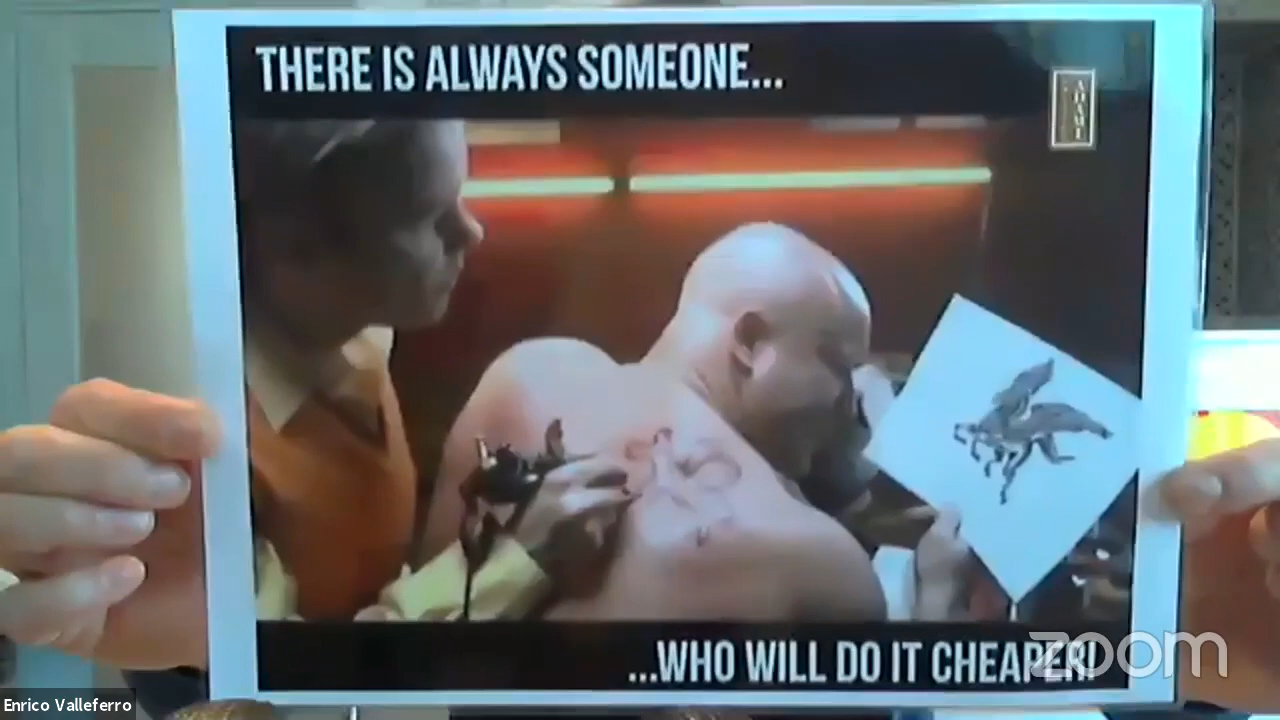 THERE IS ALWAYS SOMEONE...
...WHO WILL DO IT CHEAPER!
zoom
Enrico Valleferro